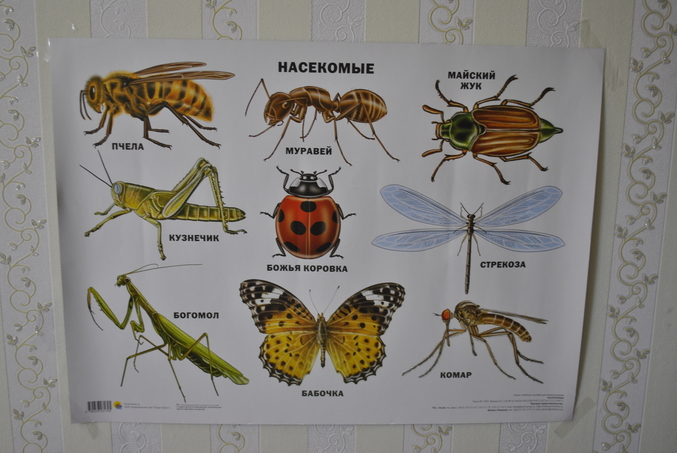 НАСЕКОМЫЕ
ПЧЕЛА
МУРАВЕЙ
МАЙСКИЙ
ЖУК
КУЗНЕЧИК
БОЖЬЯ КОРОВКА
СТРЕКОЗА
БОГОМОЛ
БАБОЧКА
КОМАР